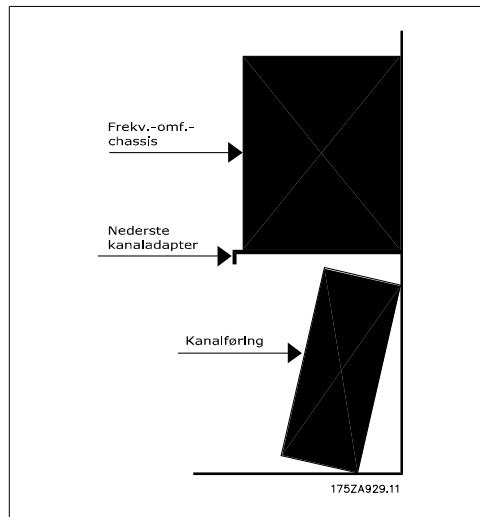 Frekv.-omf.-
chassis
Nederste
kanaladapter
Kanalføring
175ZA929.11